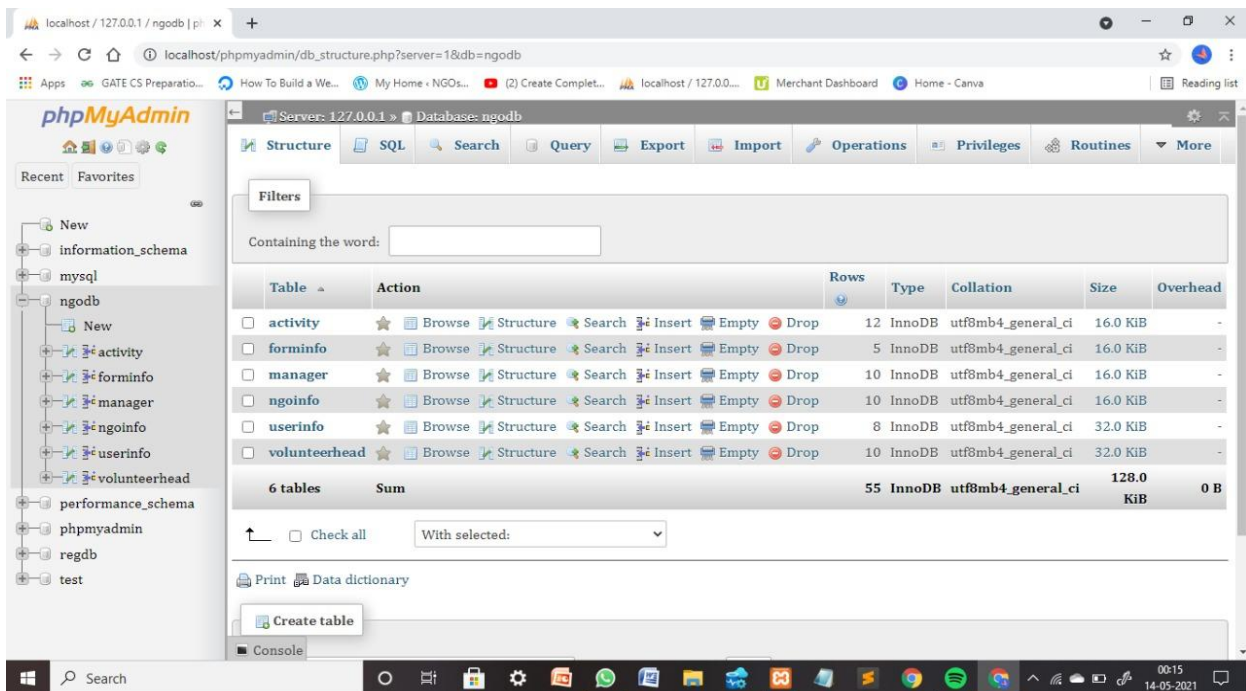 localhost / 127.0.0.1 / ngodb | ph
localhost/phpmyadmin/db_structure.php?server=1&db=ngodb
Apps GATE CS Preparatio... How To Build a We... My Home ‹ NGOs... (2) Create Complet... localhost / 127.0.0.... Merchant Dashboard Home - Canva Reading list
phpMyAdmin
Recent Favorites
New
information_schema
mysql
ngodb
New
activity
forminfo
manager
ngoinfo
userinfo
volunteerhead
performance_schema
phpmyadmin
regdb
test
Server: 127.0.0.1 » Database: ngodb
Structure SQL Search Query Export Import Operations Privileges Routines More
Filters
Containing the word:
Table Action Rows Type Collation Size Overhead
activity Browse Structure Search Insert Empty Drop 12 InnoDB utf8mb4_general_ci 16.0 KiB -
forminfo Browse Structure Search Insert Empty Drop 5 InnoDB utf8mb4_general_ci 16.0 KiB -
manager Browse Structure Search Insert Empty Drop 10 InnoDB utf8mb4_general_ci 16.0 KiB -
ngoinfo Browse Structure Search Insert Empty Drop 10 InnoDB utf8mb4_general_ci 16.0 KiB -
userinfo Browse Structure Search Insert Empty Drop 8 InnoDB utf8mb4_general_ci 32.0 KiB -
volunteerhead Browse Structure Search Insert Empty Drop 10 InnoDB utf8mb4_general_ci 32.0 KiB -
6 tables Sum 55 InnoDB utf8mb4_general_ci 128.0 KiB 0 B
Check all With selected:
Print Data dictionary
Create table
Console
Search
00:15
14-05-2021